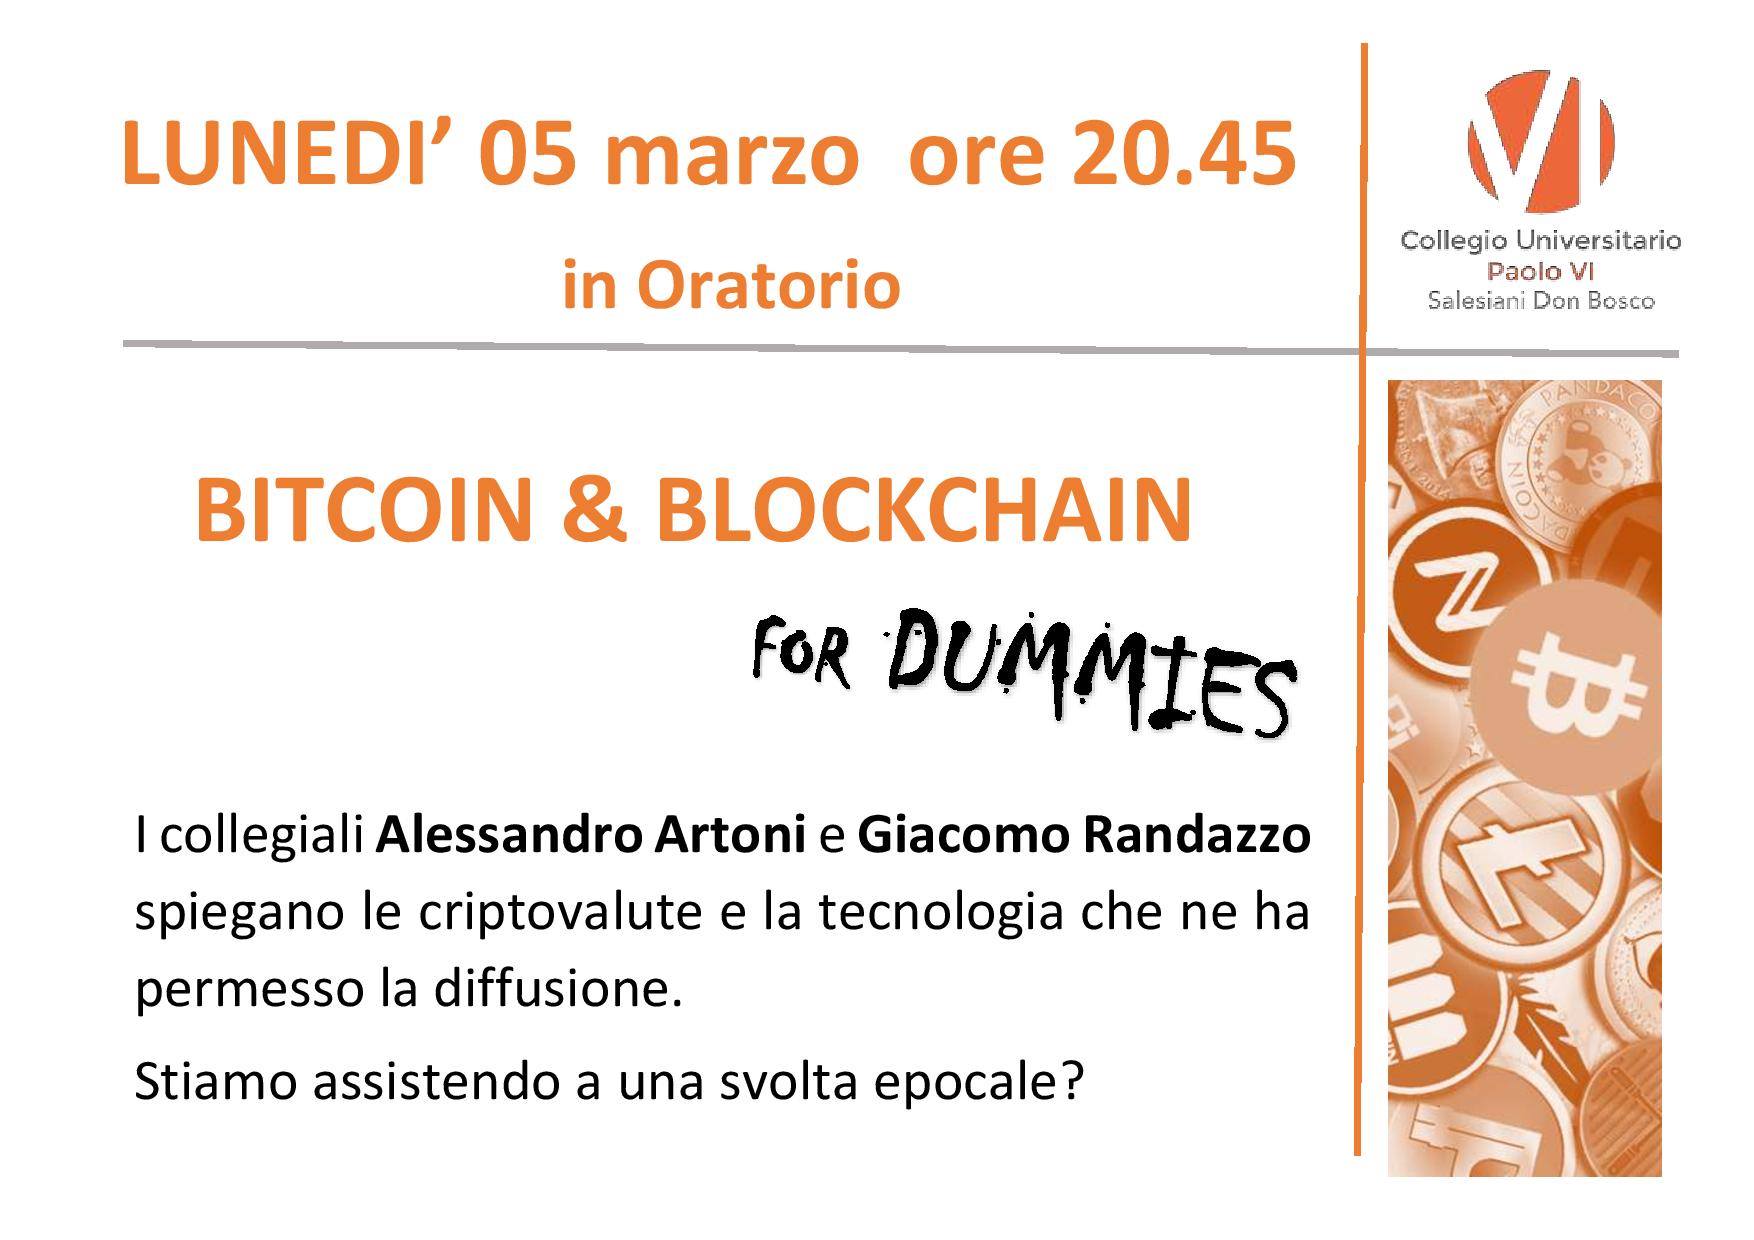 LUNEDI’ 05 marzo  ore 20.45
in Oratorio
VI
Collegio Universitario
Paolo VI
Salesiani Don Bosco
BITCOIN & BLOCKCHAIN
FOR DUMMIES
I collegiali Alessandro Artoni e Giacomo Randazzo
spiegano le criptovalute e la tecnologia che ne ha
permesso la diffusione.
Stiamo assistendo a una svolta epocale?